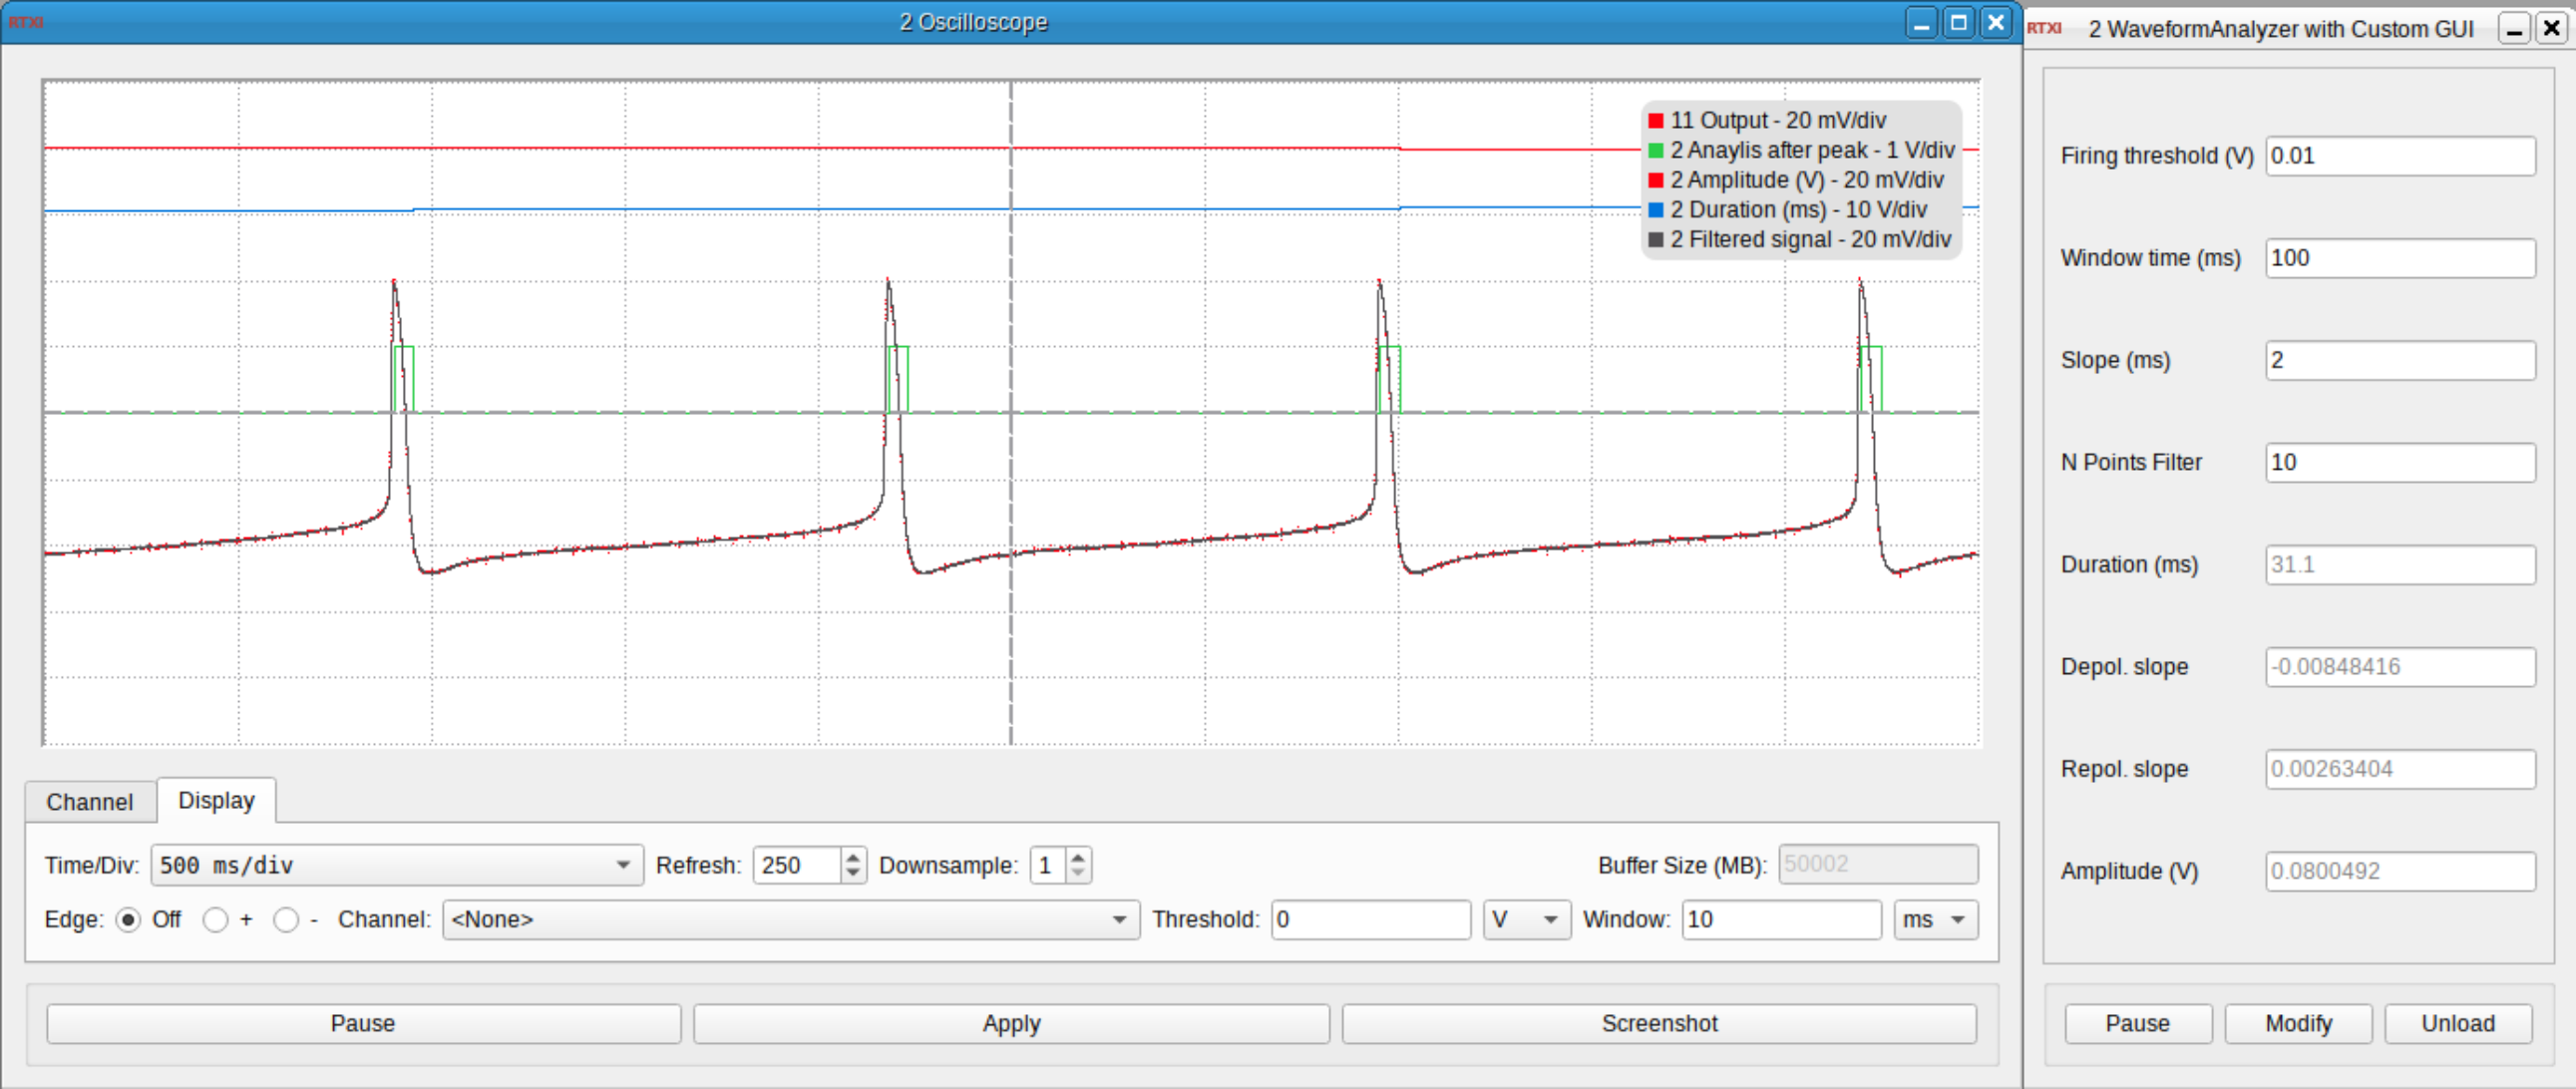 RTXI 2 Oscilloscope
11 Output - 20 mV/div
2 Anaylis after peak - 1 V/div
2 Amplitude (V) - 20 mV/div
2 Duration (ms) - 10 V/div
2 Filtered signal - 20 mV/div
Channel Display
Time/Div: 500 ms/div Refresh: 250 Downsample: 1 Buffer Size (MB): 50002
Edge: Off + - Channel: <None> Threshold: 0 V Window: 10 ms
Pause Apply Screenshot
RTXI 2 WaveformAnalyzer with Custom GUI
Firing threshold (V) 0.01
Window time (ms) 100
Slope (ms) 2
N Points Filter 10
Duration (ms) 31.1
Depol. slope -0.00848416
Repol. slope 0.00263404
Amplitude (V) 0.0800492
Pause Modify Unload